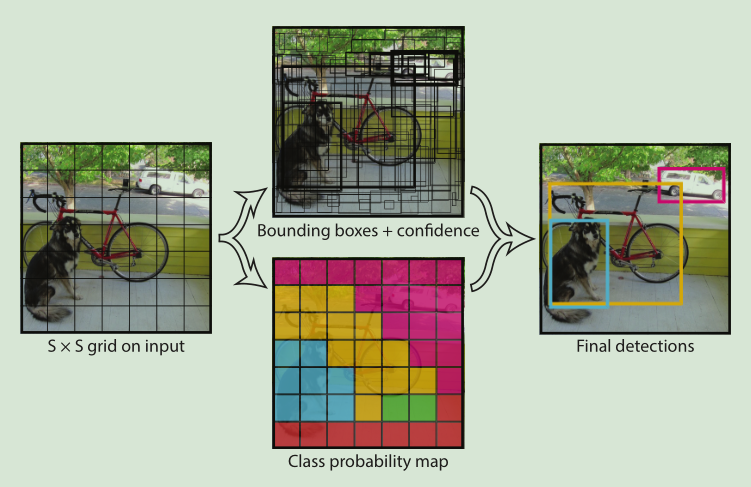 Bounding boxes + confidence
S × S grid on input
Final detections
Class probability map